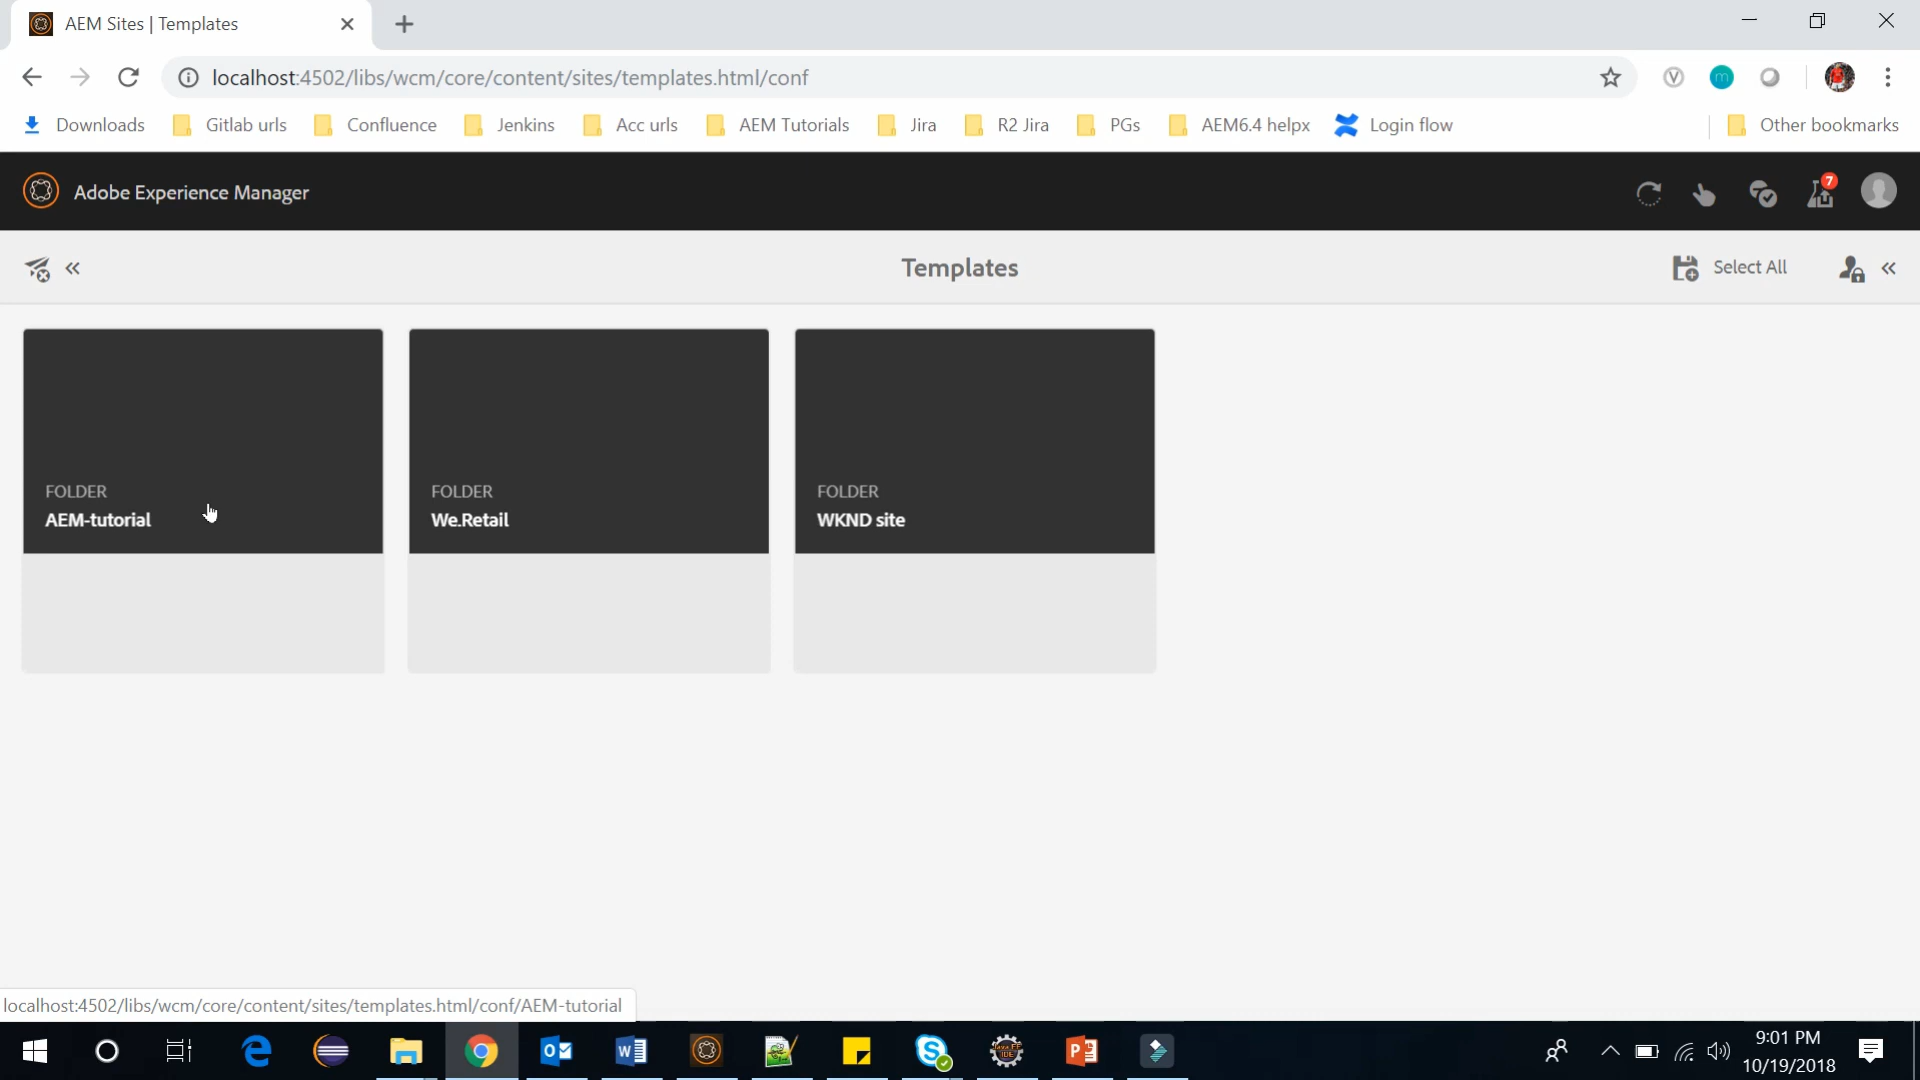 AEM Sites | Templates
localhost:4502/libs/wcm/core/content/sites/templates.html/conf
Downloads Gitlab urls Confluence Jenkins Acc urls AEM Tutorials Jira R2 Jira PGs AEM6.4 helpx Login flow Other bookmarks
Adobe Experience Manager 7
Templates Select All
FOLDER FOLDER FOLDER
AEM-tutorial We.Retail WKND site
localhost:4502/libs/wcm/core/content/sites/templates.html/conf/AEM-tutorial
9:01 PM
10/19/2018